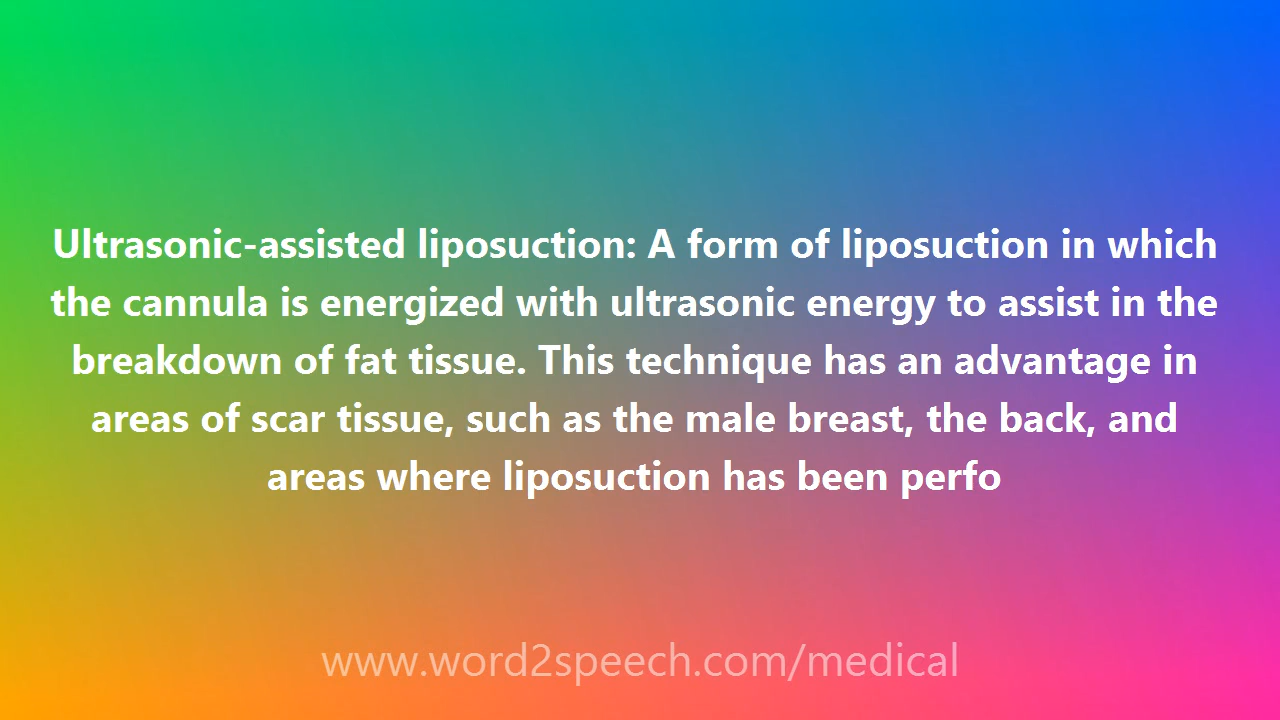 Ultrasonic-assisted liposuction: A form of liposuction in which
the cannula is energized with ultrasonic energy to assist in the
breakdown of fat tissue. This technique has an advantage in
areas of scar tissue, such as the male breast, the back, and
areas where liposuction has been perfo
www.word2speech.com/medical